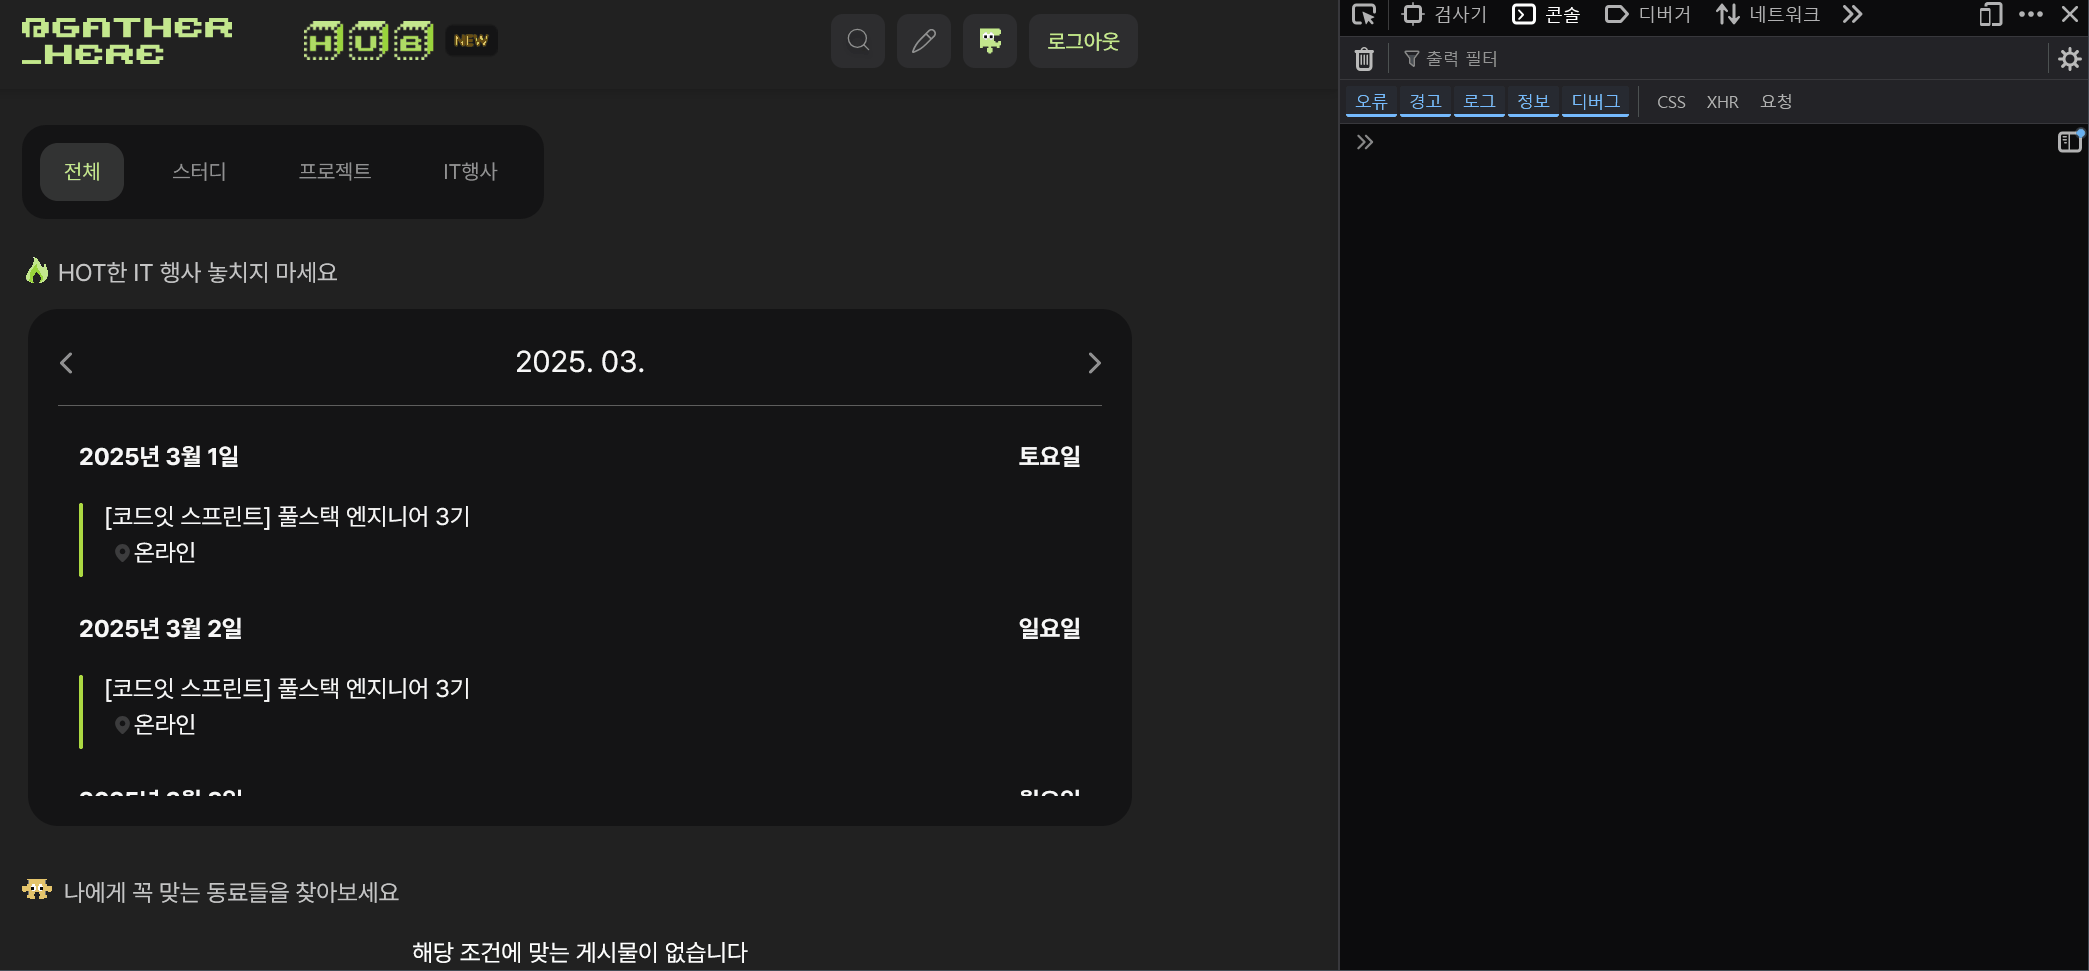 @GATHER
_HERE
HUB NEW
로그아웃
전체 스터디 프로젝트 IT행사
HOT한 IT 행사 놓치지 마세요
2025. 03.
2025년 3월 1일 토요일
[코드잇 스프린트] 풀스택 엔지니어 3기
온라인
2025년 3월 2일 일요일
[코드잇 스프린트] 풀스택 엔지니어 3기
온라인
나에게 꼭 맞는 동료들을 찾아보세요
해당 조건에 맞는 게시물이 없습니다
검사기 콘솔 디버거 네트워크
출력 필터
오류 경고 로그 정보 디버그 CSS XHR 요청